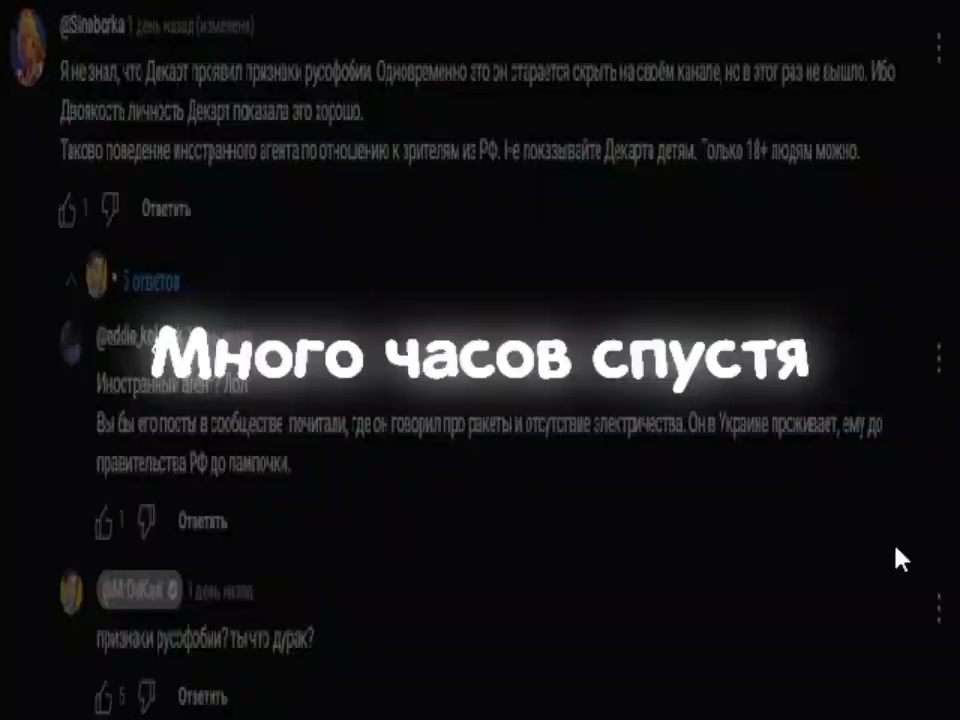 @Sineborka 1 день назад (изменено)
Я не знал, что Декарт проявил признаки русофобии. Одновременно это он старается скрыть на своём канале, но в этот раз не вышло. Ибо
Двоякость личность Декарт показала это хорошо.
Таково поведение иностранного агента по отношению к зрителям из РФ. Не показывайте Декарта детям. Только 18+ людям можно.
1 Ответить
5 ответов
Много часов спустя
Иностранный агент? Лол
Вы бы его посты в сообществе почитали, где он говорил про ракеты и отсутствие электричества. Он в Украине проживает, ему до
правительства РФ до лампочки.
1 Ответить
1 день назад
признаки русофобии? ты что дурак?
5 Ответить